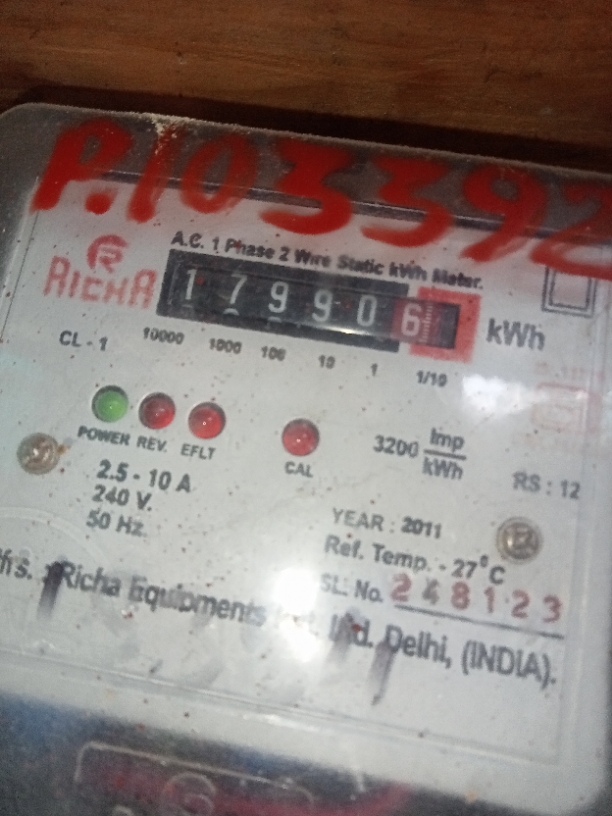 P.103392
A.C. 1 Phase 2 Wire Static kWh Meter.
RICHA
179906 kWh
CL - 1 10000 1000 100 10 1 1/10
POWER REV. EFLT CAL
3200 Imp/kWh
2.5 - 10 A
240 V.
50 Hz.
RS : 12
YEAR : 2011
Ref. Temp. - 27°C
SL. No. 248123
Richa Equipments Ltd. Delhi, (INDIA).